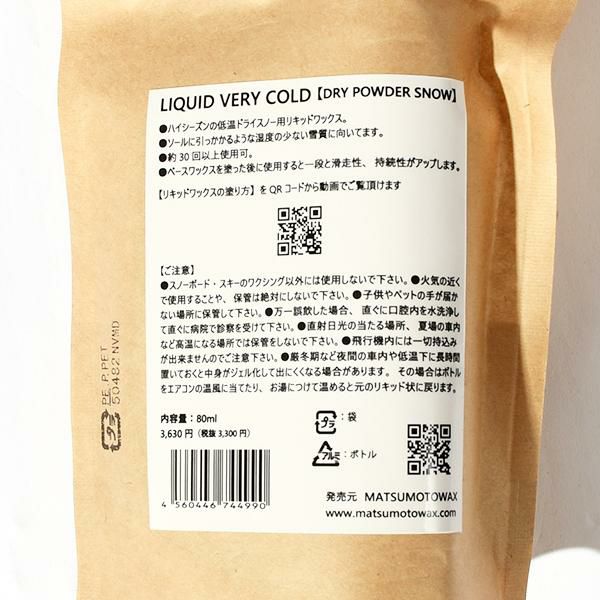 LIQUID VERY COLD【DRY POWDER SNOW】
●ハイシーズンの低温ドライスノー用リキッドワックス。
●ソールに引っかかるような湿度の少ない雪質に向いてます。
●約30回以上使用可。
●ベースワックスを塗った後に使用すると一段と滑走性、持続性がアップします。
【リキッドワックスの塗り方】をQRコードから動画でご覧頂けます
【ご注意】
●スノーボード・スキーのワクシング以外には使用しないで下さい。●火気の近く
で使用することや、保管は絶対にしないで下さい。●子供やペットの手が届か
ない場所に保管して下さい。●万一誤飲した場合、直ぐに口腔内を水洗浄し
て直ぐに病院で診察を受けて下さい。●直射日光の当たる場所、夏場の車内
など高温になる場所では保管をしないで下さい。●飛行機内には一切持込み
が出来ませんのでご注意下さい。●厳冬期など夜間の車内や低温下に長時間
置いておくと中身がジェル化して出にくくなる場合があります。その場合はボトル
をエアコンの温風に当てたり、お湯につけて温めると元のリキッド状に戻ります。
内容量：80ml
3,630円（税抜3,300円）
プラ：袋
アルミ：ボトル
4 560446 744990
発売元 MATSUMOTOWAX
www.matsumotowax.com
プラ PE, P, PET
50482 NVMD